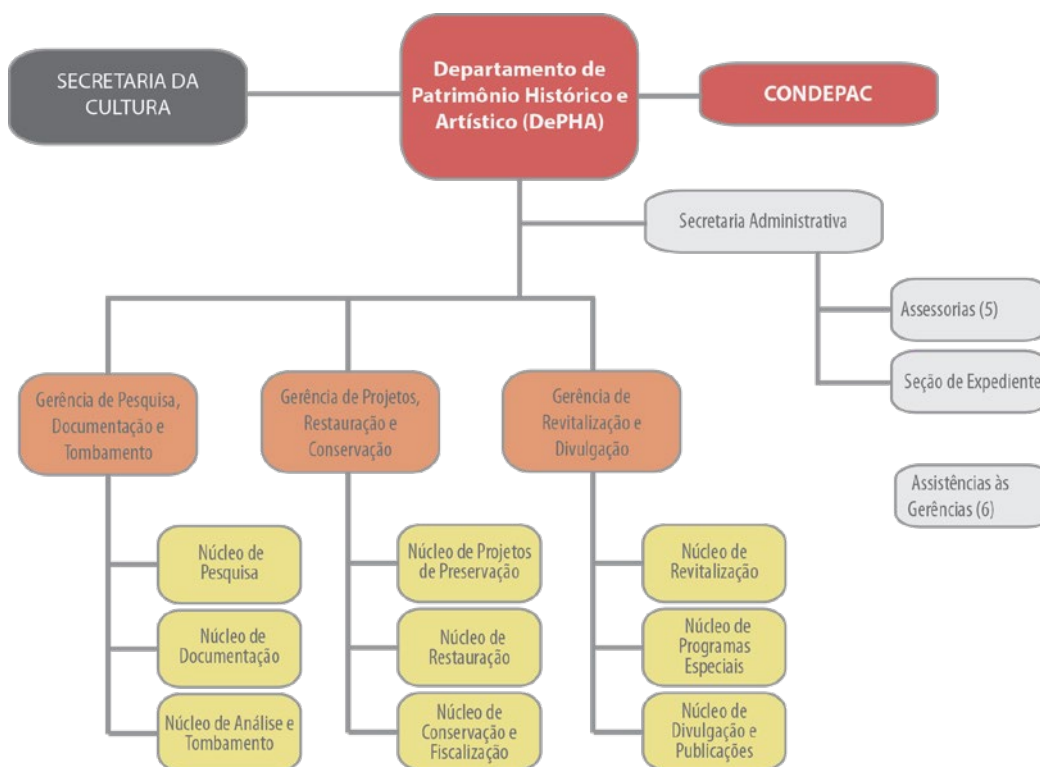 SECRETARIA DA
CULTURA
Departamento de
Patrimônio Histórico e
Artístico (DePHA)
CONDEPAC
Secretaria Administrativa
Assessorias (5)
Seção de Expediente
Assistências às
Gerências (6)
Gerência de Pesquisa,
Documentação e
Tombamento
Gerência de Projetos,
Restauração e
Conservação
Gerência de
Revitalização e
Divulgação
Núcleo de
Pesquisa
Núcleo de
Documentação
Núcleo de Análise e
Tombamento
Núcleo de Projetos
de Preservação
Núcleo de
Restauração
Núcleo de
Conservação e
Fiscalização
Núcleo de
Revitalização
Núcleo de
Programas
Especiais
Núcleo de
Divulgação e
Publicações